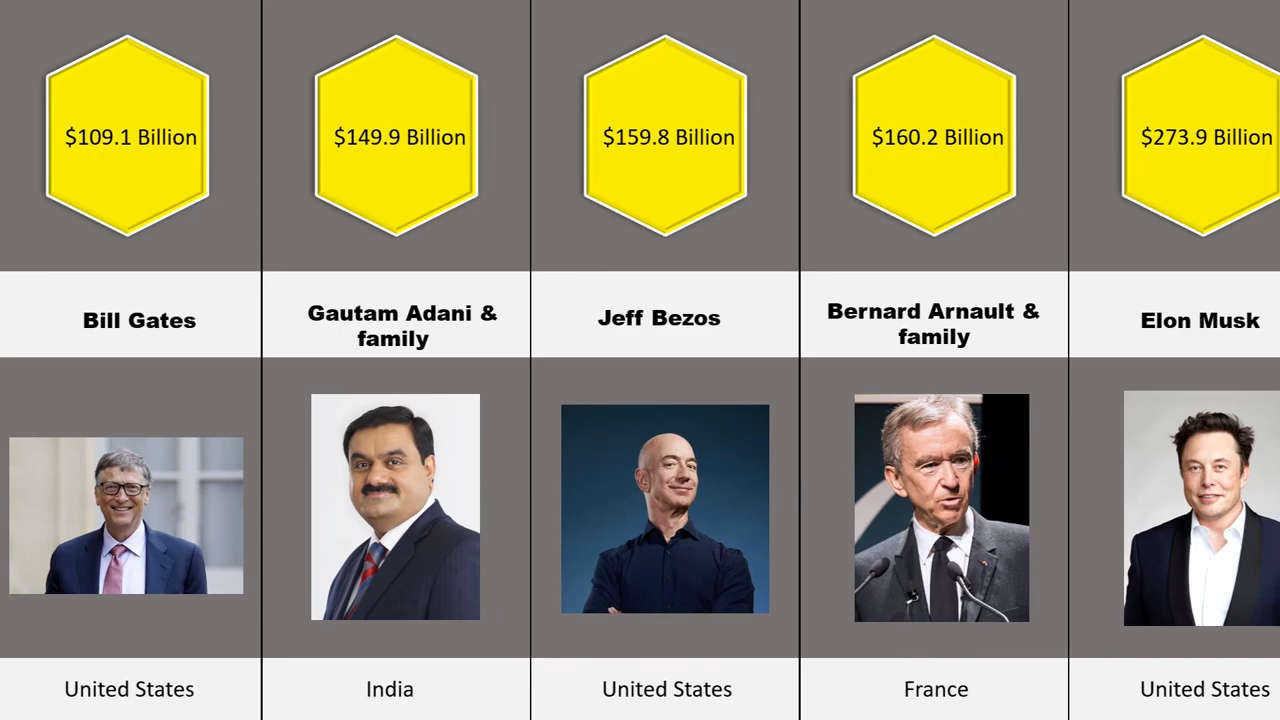 $109.1 Billion
$149.9 Billion
$159.8 Billion
$160.2 Billion
$273.9 Billion
Bill Gates
Gautam Adani &
family
Jeff Bezos
Bernard Arnault &
family
Elon Musk
United States
India
United States
France
United States